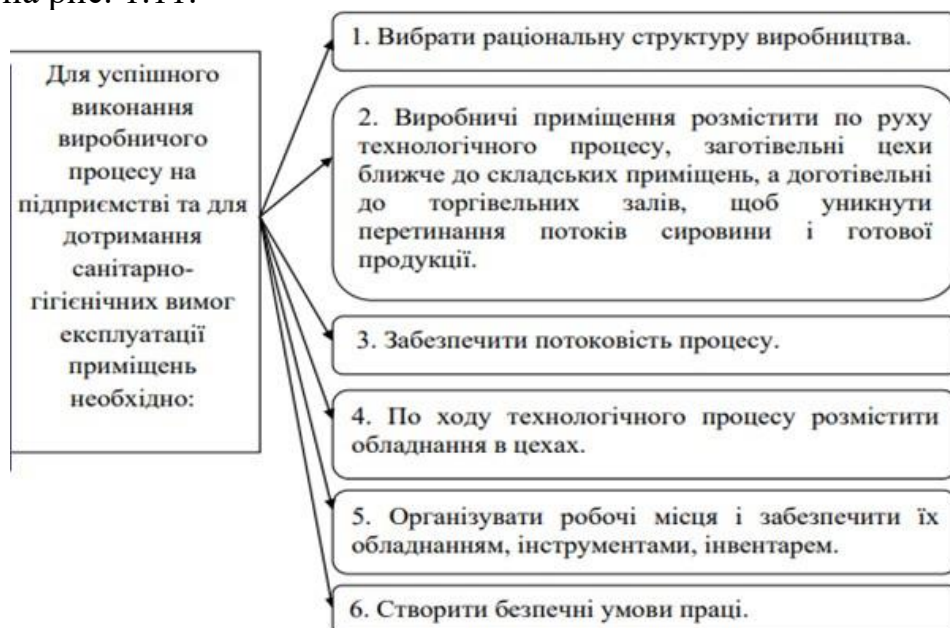 на рис. 1.11.
Для успішного
виконання
виробничого
процесу на
підприємстві та для
дотримання
санітарно-
гігієнічних вимог
експлуатації
приміщень
необхідно:
1. Вибрати раціональну структуру виробництва.
2. Виробничі приміщення розмістити по руху
технологічного процесу, заготівельні цехи
ближче до складських приміщень, а доготівельні
до торгівельних залів, щоб уникнути
перетинання потоків сировини і готової
продукції.
3. Забезпечити потоковість процесу.
4. По ходу технологічного процесу розмістити
обладнання в цехах.
5. Організувати робочі місця і забезпечити їх
обладнанням, інструментами, інвентарем.
6. Створити безпечні умови праці.